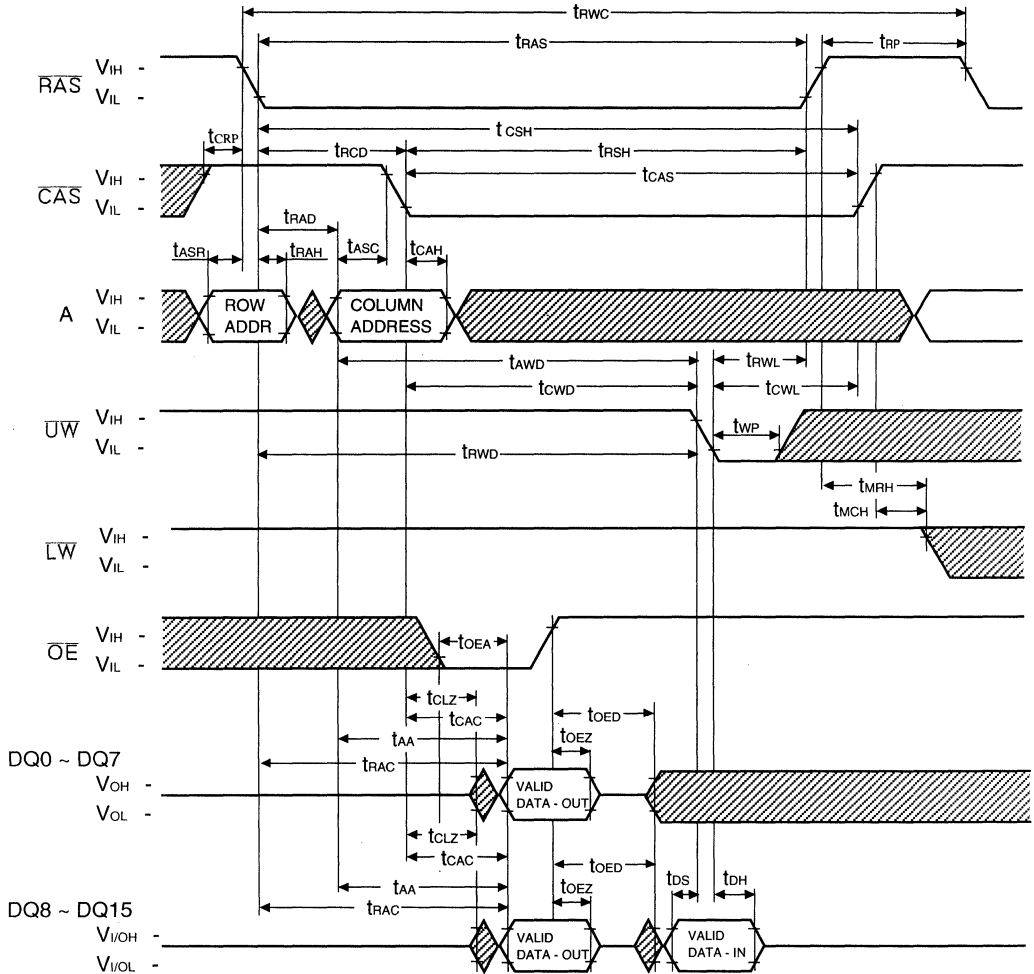 tRWC
tRAS
tRP
RAS
VIH -
VIL -
tCSH
tCRP
tRCD
tRSH
CAS
VIH -
VIL -
tCAS
tRAD
tASR
tRAH
tASC
tCAH
A
VIH -
VIL -
ROW ADDR
COLUMN ADDRESS
tAWD
tRWL
tCWD
tCWL
UW
VIH -
VIL -
tWP
tRWD
tMRH
tMCH
LW
VIH -
VIL -
OE
VIH -
VIL -
tOEA
tCLZ
tCAC
tOED
tAA
tOEZ
DQ0 ~ DQ7
tRAC
VOH -
VOL -
VALID DATA - OUT
tCLZ
tCAC
tOED
tAA
tOEZ
tDS
tDH
DQ8 ~ DQ15
tRAC
VI/OH -
VI/OL -
VALID DATA - OUT
VALID DATA - IN